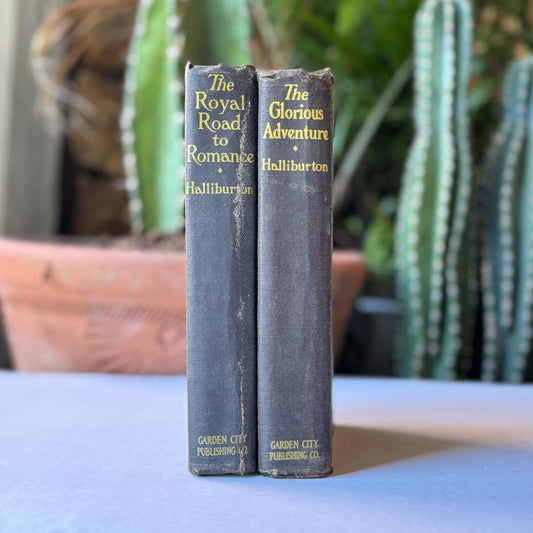 The
Royal
Road
to
Romance
Halliburton
GARDEN CITY
PUBLISHING CO.
The
Glorious
Adventure
Halliburton
GARDEN CITY
PUBLISHING CO.